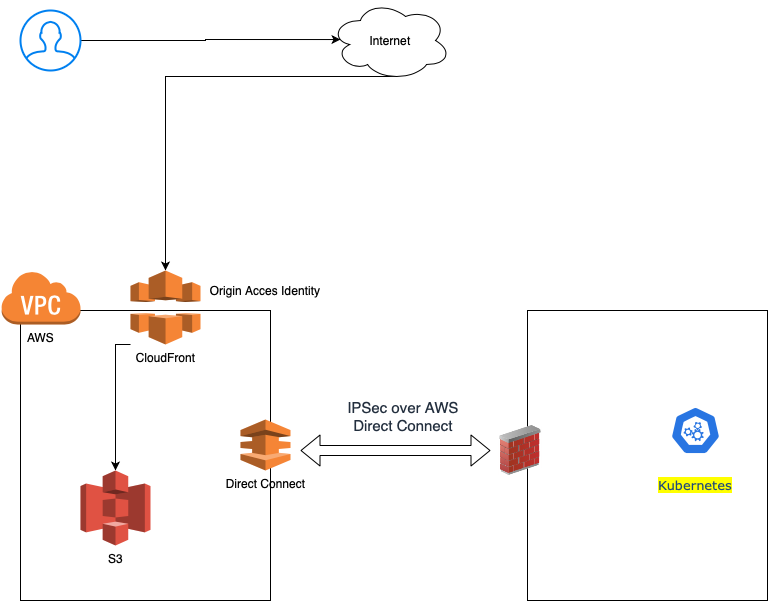 Internet
Origin Acces Identity
VPC
AWS
CloudFront
IPSec over AWS
Direct Connect
Direct Connect
Kubernetes
S3